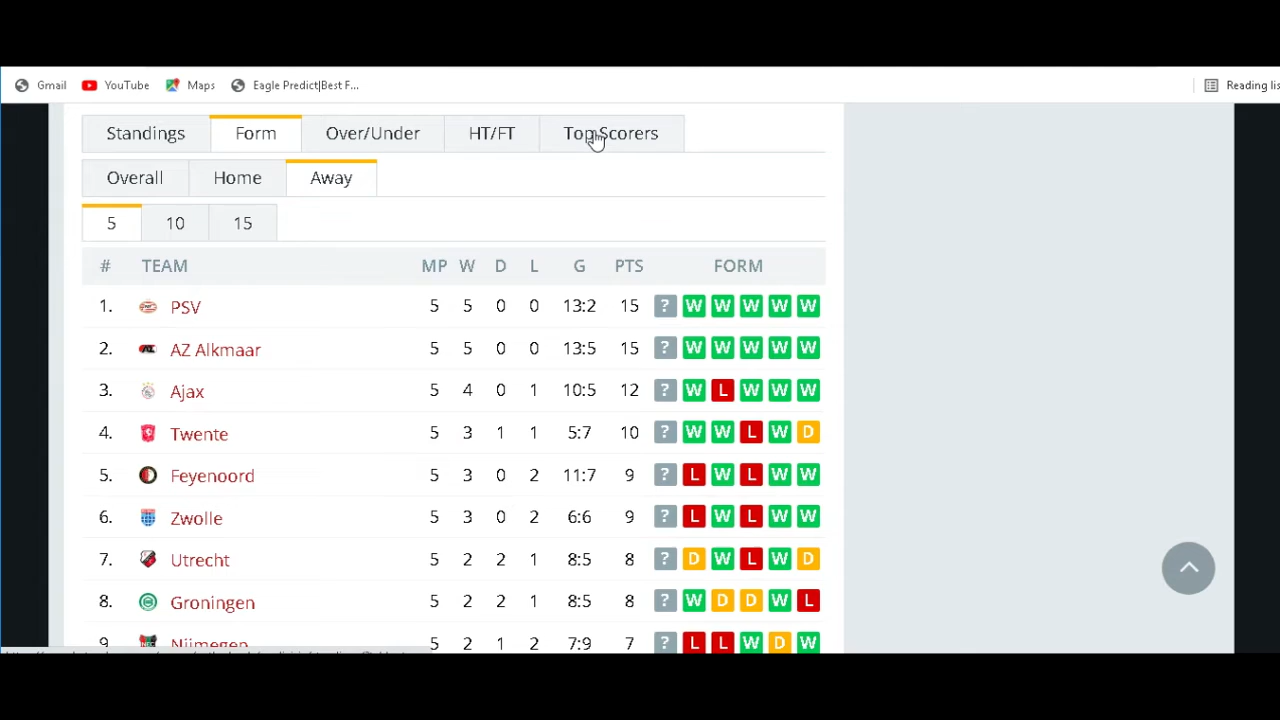 Gmail YouTube Maps Eagle Predict|Best F... Reading lis
Standings Form Over/Under HT/FT Top Scorers
Overall Home Away
5 10 15
# TEAM MP W D L G PTS FORM
1. PSV 5 5 0 0 13:2 15 ? W W W W W
2. AZ Alkmaar 5 5 0 0 13:5 15 ? W W W W W
3. Ajax 5 4 0 1 10:5 12 ? W L W W W
4. Twente 5 3 1 1 5:7 10 ? W W L W D
5. Feyenoord 5 3 0 2 11:7 9 ? L W L W W
6. Zwolle 5 3 0 2 6:6 9 ? L W L W W
7. Utrecht 5 2 2 1 8:5 8 ? D W L W D
8. Groningen 5 2 2 1 8:5 8 ? W D D W L
9. Nijmegen 5 2 1 2 7:9 7 ? L L W D W